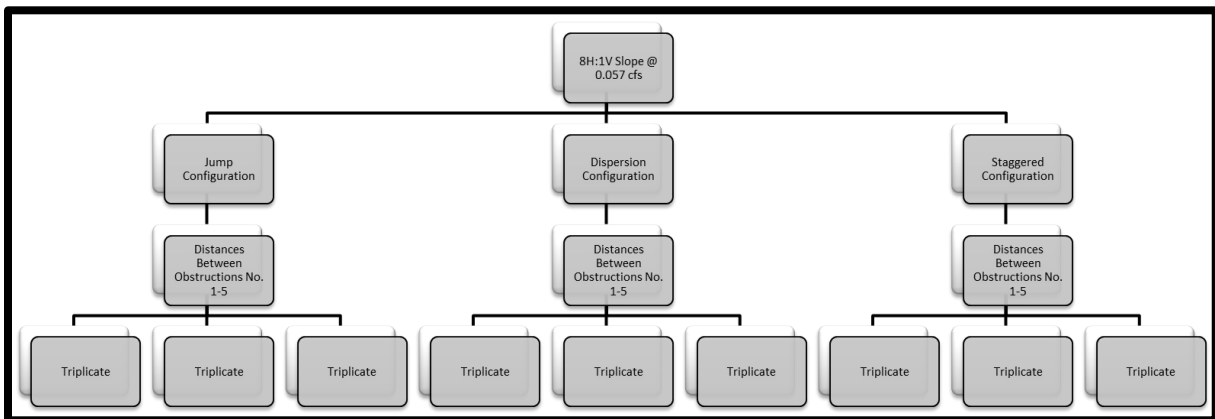 8H:1V Slope @
0.057 cfs
Jump
Configuration
Dispersion
Configuration
Staggered
Configuration
Distances
Between
Obstructions No.
1-5
Distances
Between
Obstructions No.
1-5
Distances
Between
Obstructions No.
1-5
Triplicate
Triplicate
Triplicate
Triplicate
Triplicate
Triplicate
Triplicate
Triplicate
Triplicate